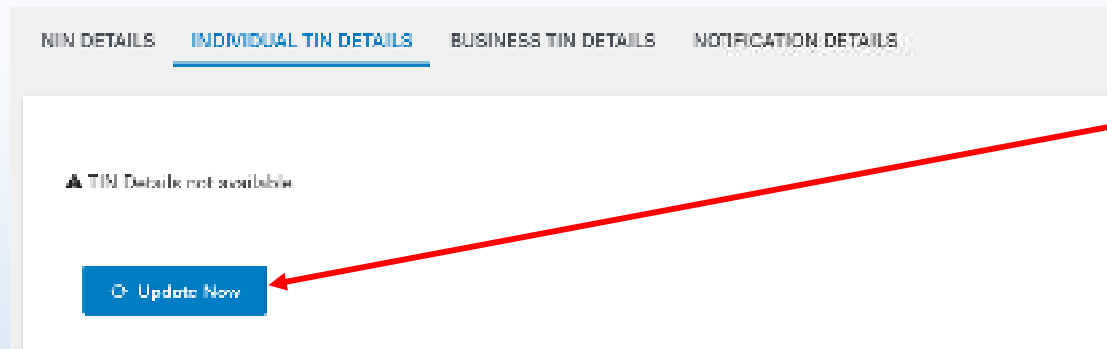 NIN DETAILS INDIVIDUAL TIN DETAILS BUSINESS TIN DETAILS NOTIFICATION DETAILS
TIN Details not available
Update Now